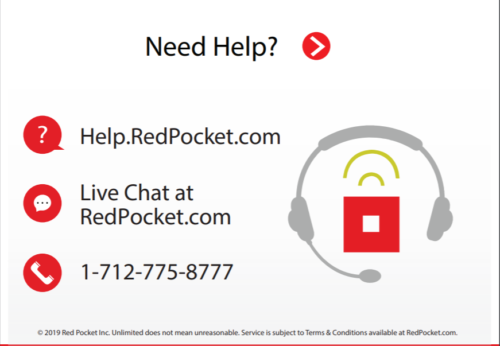 Need Help?
?
Help.RedPocket.com
Live Chat at
RedPocket.com
1-712-775-8777
© 2019 Red Pocket Inc. Unlimited does not mean unreasonable. Service is subject to Terms & Conditions available at RedPocket.com.